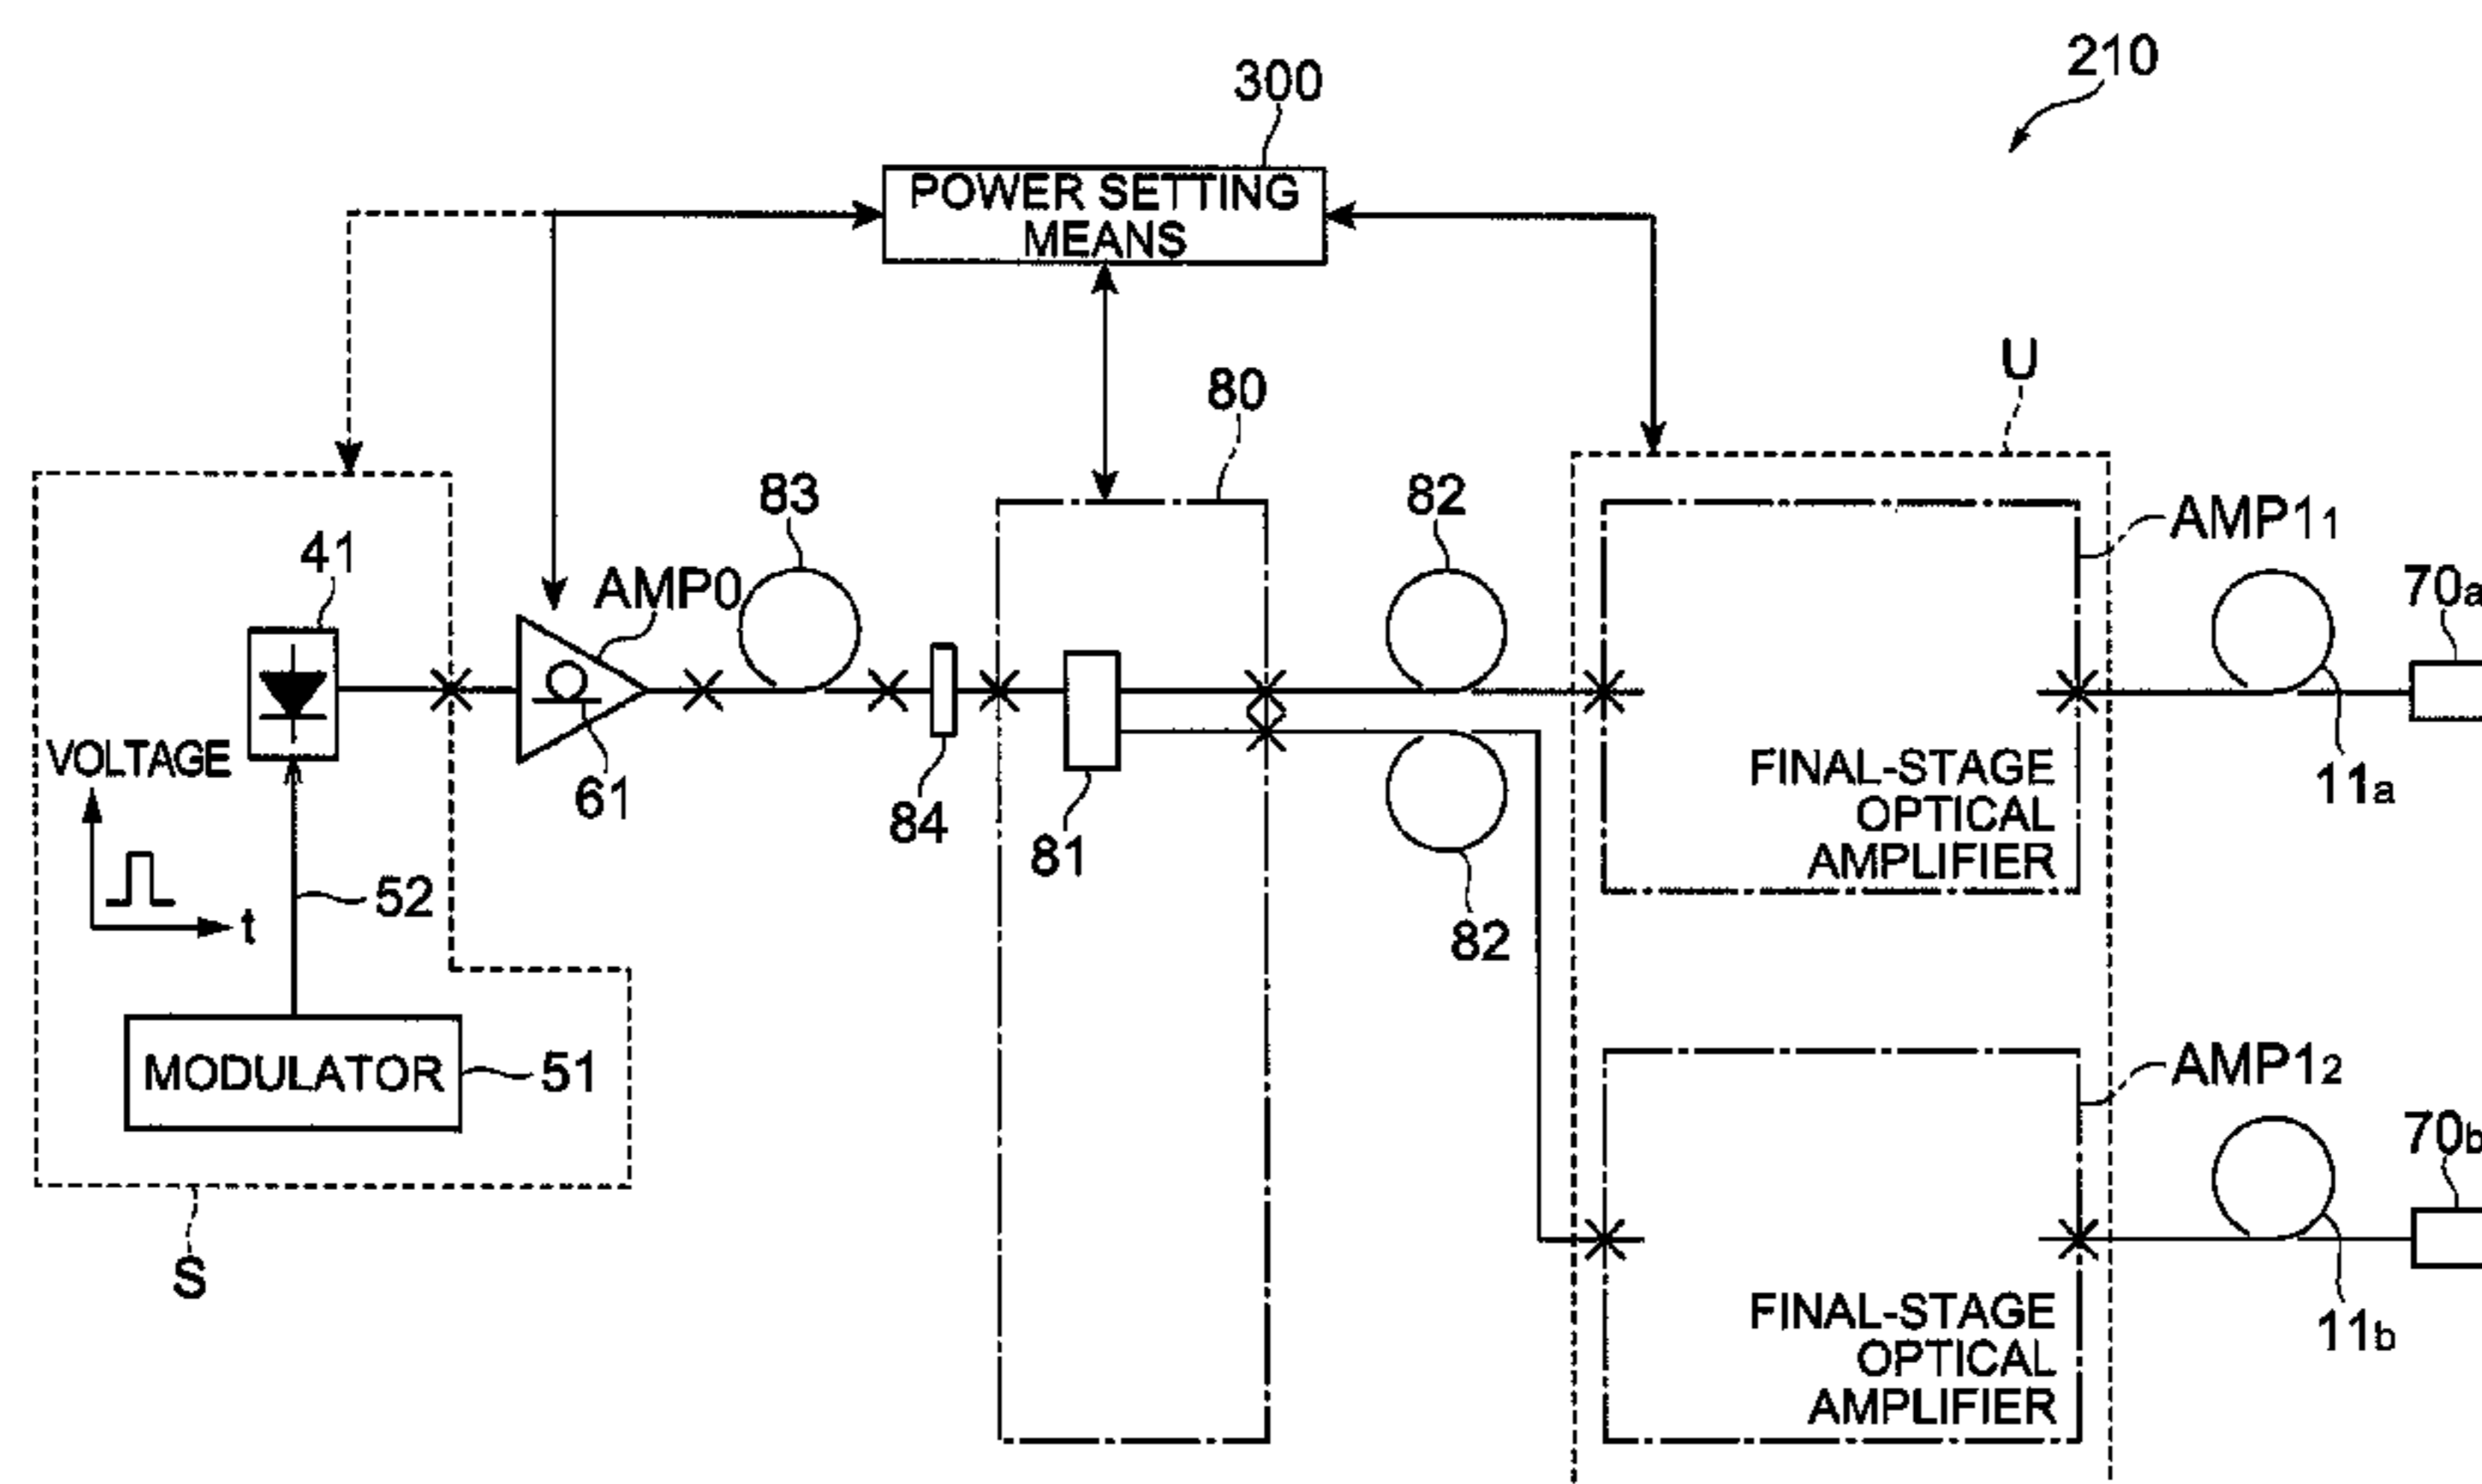 210
300
POWER SETTING
MEANS
U
80
83
82
AMP1₁
41
AMP0
70a
VOLTAGE
61
84
81
FINAL-STAGE
OPTICAL
AMPLIFIER
11a
52
t
82
MODULATOR
51
AMP1₂
70b
S
FINAL-STAGE
OPTICAL
AMPLIFIER
11b